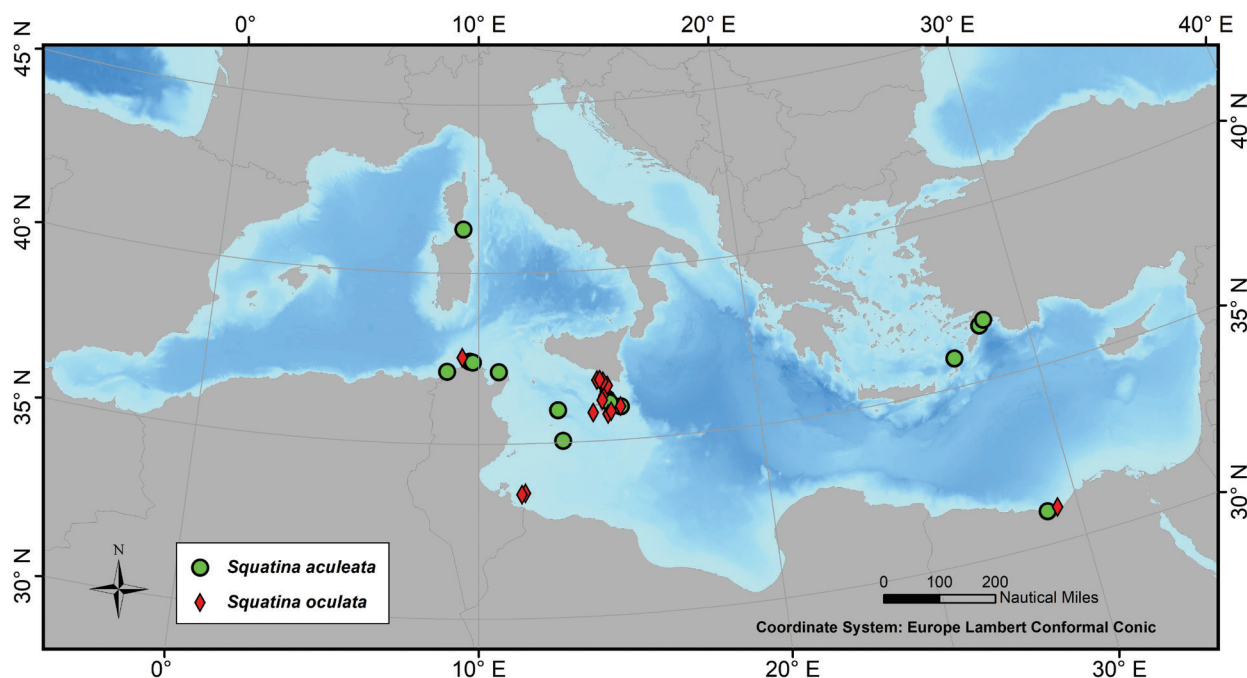 0° 10° E 20° E 30° E 40° E
45° N
40° N
35° N
30° N
40° N
35° N
30° N
N
Squatina aculeata
Squatina oculata
0 100 200
Nautical Miles
Coordinate System: Europe Lambert Conformal Conic
0° 10° E 20° E 30° E